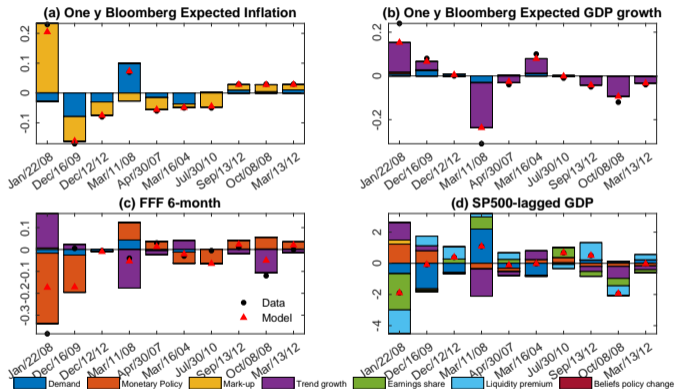 (a) One y Bloomberg Expected Inflation
0.2
0.1
0
-0.1
Jan/22/08
Dec/16/09
Dec/12/12
Mar/11/08
Apr/30/07
Mar/16/04
Jul/30/10
Sep/13/12
Oct/08/08
Mar/13/12
(b) One y Bloomberg Expected GDP growth
0.2
0
-0.2
Jan/22/08
Dec/16/09
Dec/12/12
Mar/11/08
Apr/30/07
Mar/16/04
Jul/30/10
Sep/13/12
Oct/08/08
Mar/13/12
(c) FFF 6-month
0.1
0
-0.1
-0.2
-0.3
Data
Model
Jan/22/08
Dec/16/09
Dec/12/12
Mar/11/08
Apr/30/07
Mar/16/04
Jul/30/10
Sep/13/12
Oct/08/08
Mar/13/12
(d) SP500-lagged GDP
2
0
-2
-4
Jan/22/08
Dec/16/09
Dec/12/12
Mar/11/08
Apr/30/07
Mar/16/04
Jul/30/10
Sep/13/12
Oct/08/08
Mar/13/12
Demand Monetary Policy Mark-up Trend growth Earnings share Liquidity premium Beliefs policy change